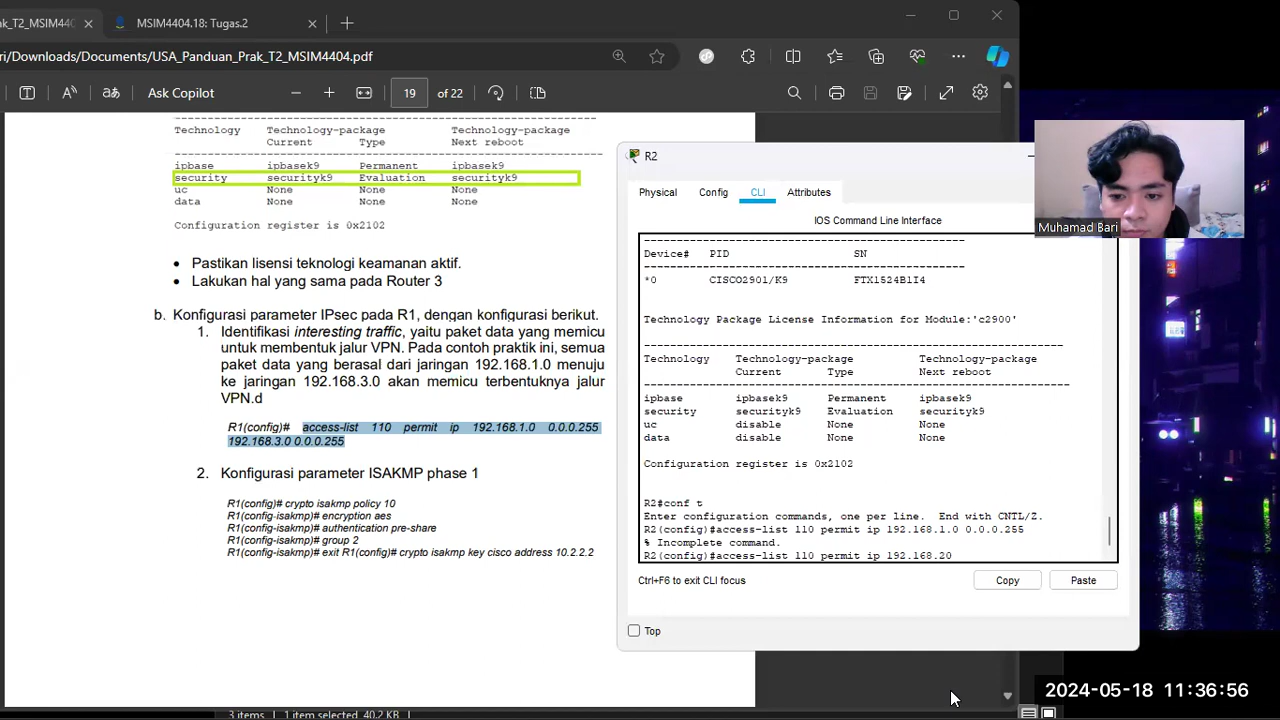 ak_T2_MSIM440
MSIM4404.18: Tugas.2
ri/Downloads/Documents/USA_Panduan_Prak_T2_MSIM4404.pdf
Ask Copilot
19 of 22
Technology Technology-package Technology-package
Current Type Next reboot
ipbase ipbasek9 Permanent ipbasek9
security securityk9 Evaluation securityk9
uc None None None
data None None None
Configuration register is 0x2102
• Pastikan lisensi teknologi keamanan aktif.
• Lakukan hal yang sama pada Router 3
b. Konfigurasi parameter IPsec pada R1, dengan konfigurasi berikut.
1. Identifikasi interesting traffic, yaitu paket data yang memicu
untuk membentuk jalur VPN. Pada contoh praktik ini, semua
paket data yang berasal dari jaringan 192.168.1.0 menuju
ke jaringan 192.168.3.0 akan memicu terbentuknya jalur
VPN.d
R1(config)# access-list 110 permit ip 192.168.1.0 0.0.0.255
192.168.3.0 0.0.0.255
2. Konfigurasi parameter ISAKMP phase 1
R1(config)# crypto isakmp policy 10
R1(config-isakmp)# encryption aes
R1(config-isakmp)# authentication pre-share
R1(config-isakmp)# group 2
R1(config-isakmp)# exit R1(config)# crypto isakmp key cisco address 10.2.2.2
R2
Physical Config CLI Attributes
IOS Command Line Interface
Device# PID SN
*0 CISCO2901/K9 FTX1524B1I4
Technology Package License Information for Module:'c2900'
Technology Technology-package Technology-package
Current Type Next reboot
ipbase ipbasek9 Permanent ipbasek9
security securityk9 Evaluation securityk9
uc disable None None
data disable None None
Configuration register is 0x2102
R2#conf t
Enter configuration commands, one per line. End with CNTL/Z.
R2(config)#access-list 110 permit ip 192.168.1.0 0.0.0.255
% Incomplete command.
R2(config)#access-list 110 permit ip 192.168.20
Ctrl+F6 to exit CLI focus
Copy
Paste
Top
Muhamad Bari
3 items 1 item selected 40,2 KB
2024-05-18 11:36:56